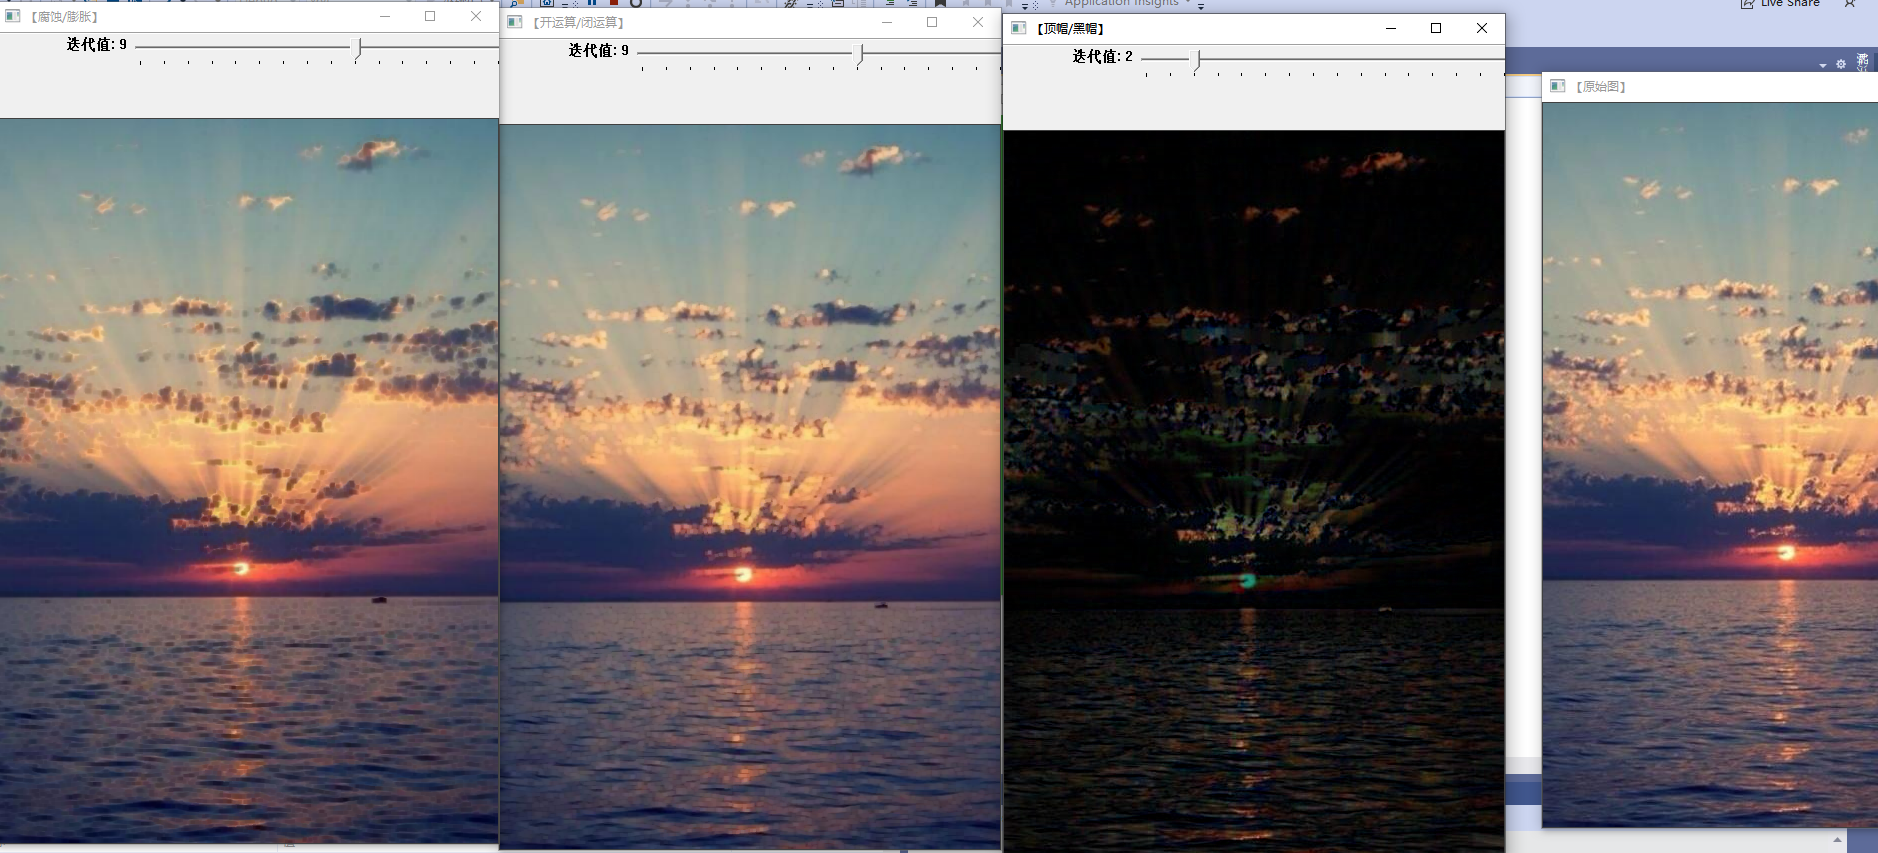 Application Insights
Live Share
【腐蚀/膨胀】
迭代值: 9
【开运算/闭运算】
迭代值: 9
【顶帽/黑帽】
迭代值: 2
【原始图】